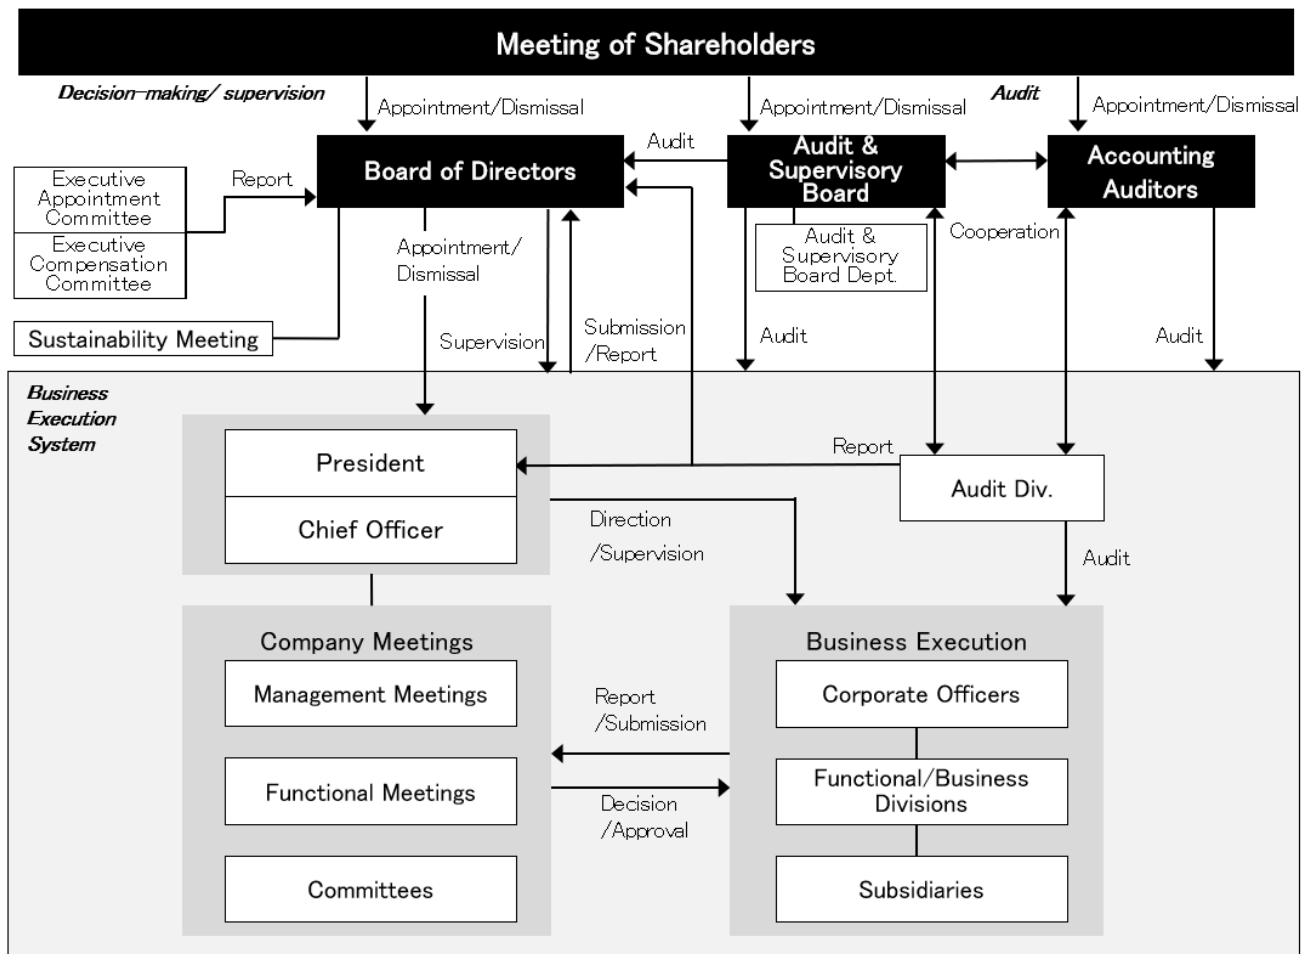 Meeting of Shareholders
Decision-making/ supervision
Appointment/Dismissal
Appointment/Dismissal
Audit
Appointment/Dismissal
Board of Directors
Audit
Audit &
Supervisory
Board
Accounting
Auditors
Executive
Appointment
Committee
Report
Executive
Compensation
Committee
Appointment/
Dismissal
Audit &
Supervisory
Board Dept.
Cooperation
Sustainability Meeting
Supervision
Submission
/Report
Audit
Audit
Business
Execution
System
President
Chief Officer
Report
Audit Div.
Direction
/Supervision
Audit
Company Meetings
Management Meetings
Functional Meetings
Committees
Report
/Submission
Decision
/Approval
Business Execution
Corporate Officers
Functional/Business
Divisions
Subsidiaries